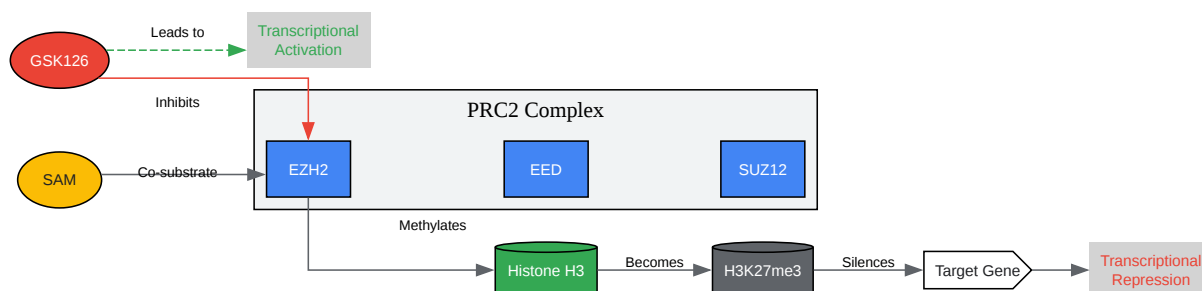 Leads to
Transcriptional
Activation
GSK126
Inhibits
PRC2 Complex
SAM
Co-substrate
EZH2
EED
SUZ12
Methylates
Histone H3
Becomes
H3K27me3
Silences
Target Gene
Transcriptional
Repression